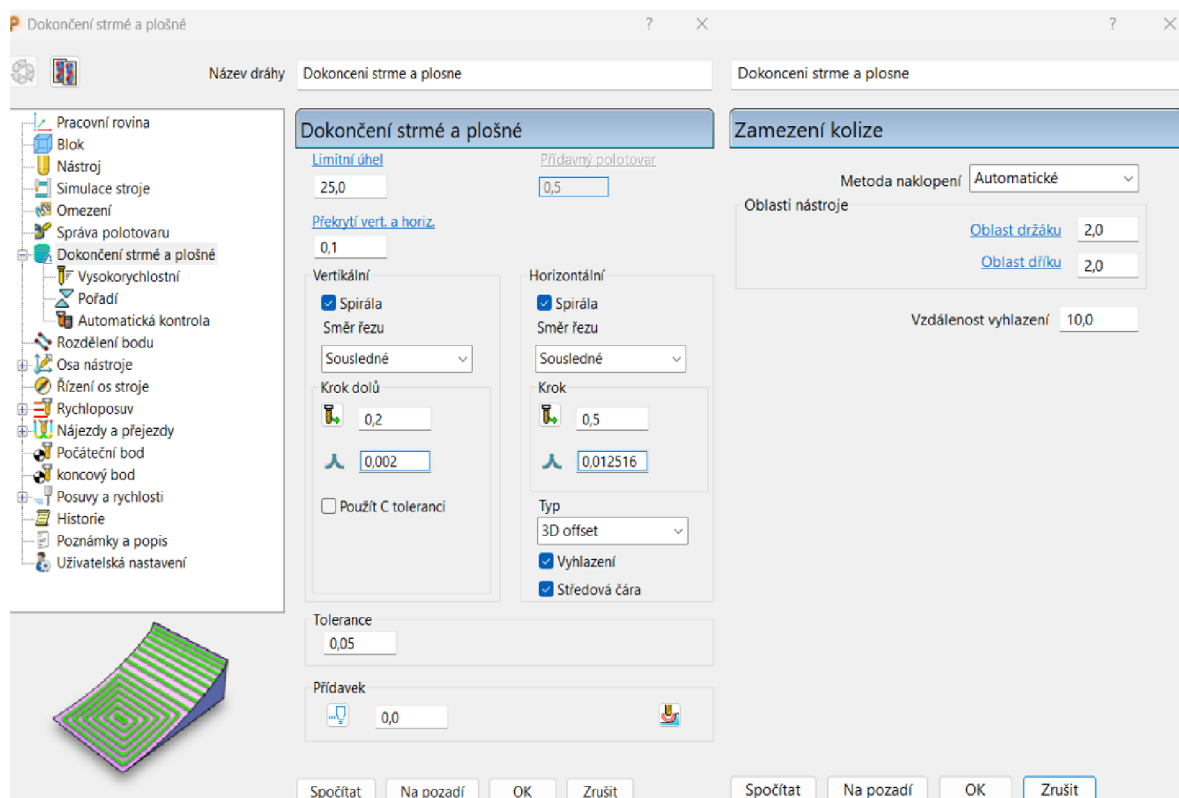 Dokončení strmé a plošné
?
?
Název dráhy
Dokonceni strme a plosne
Pracovní rovina
Blok
Nástroj
Simulace stroje
Omezení
Správa polotovaru
Dokončení strmé a plošné
Vysokorychlostní
Pořadí
Automatická kontrola
Rozdělení bodu
Osa nástroje
Řízení os stroje
Rychloposuv
Nájezdy a přejezdy
Počáteční bod
koncový bod
Posuvy a rychlosti
Historie
Poznámky a popis
Uživatelská nastavení
Dokončení strmé a plošné
Limitní úhel
Přídavný polotovar
25,0
0,5
Překrytí vert. a horiz.
0,1
Vertikální
Spirála
Směr řezu
Sousledné
Krok dolů
0,2
0,002
Použít C toleranci
Horizontální
Spirála
Směr řezu
Sousledné
Krok
0,5
0,012516
Typ
3D offset
Vyhlazení
Středová čára
Tolerance
0,05
Přídavek
0,0
Spočítat
Na pozadí
OK
Zrušit
Dokonceni strme a plosne
Zamezení kolize
Metoda naklopení
Automatické
Oblasti nástroje
Oblast držáku
2,0
Oblast dříku
2,0
Vzdálenost vyhlazení
10,0
Spočítat
Na pozadí
OK
Zrušit